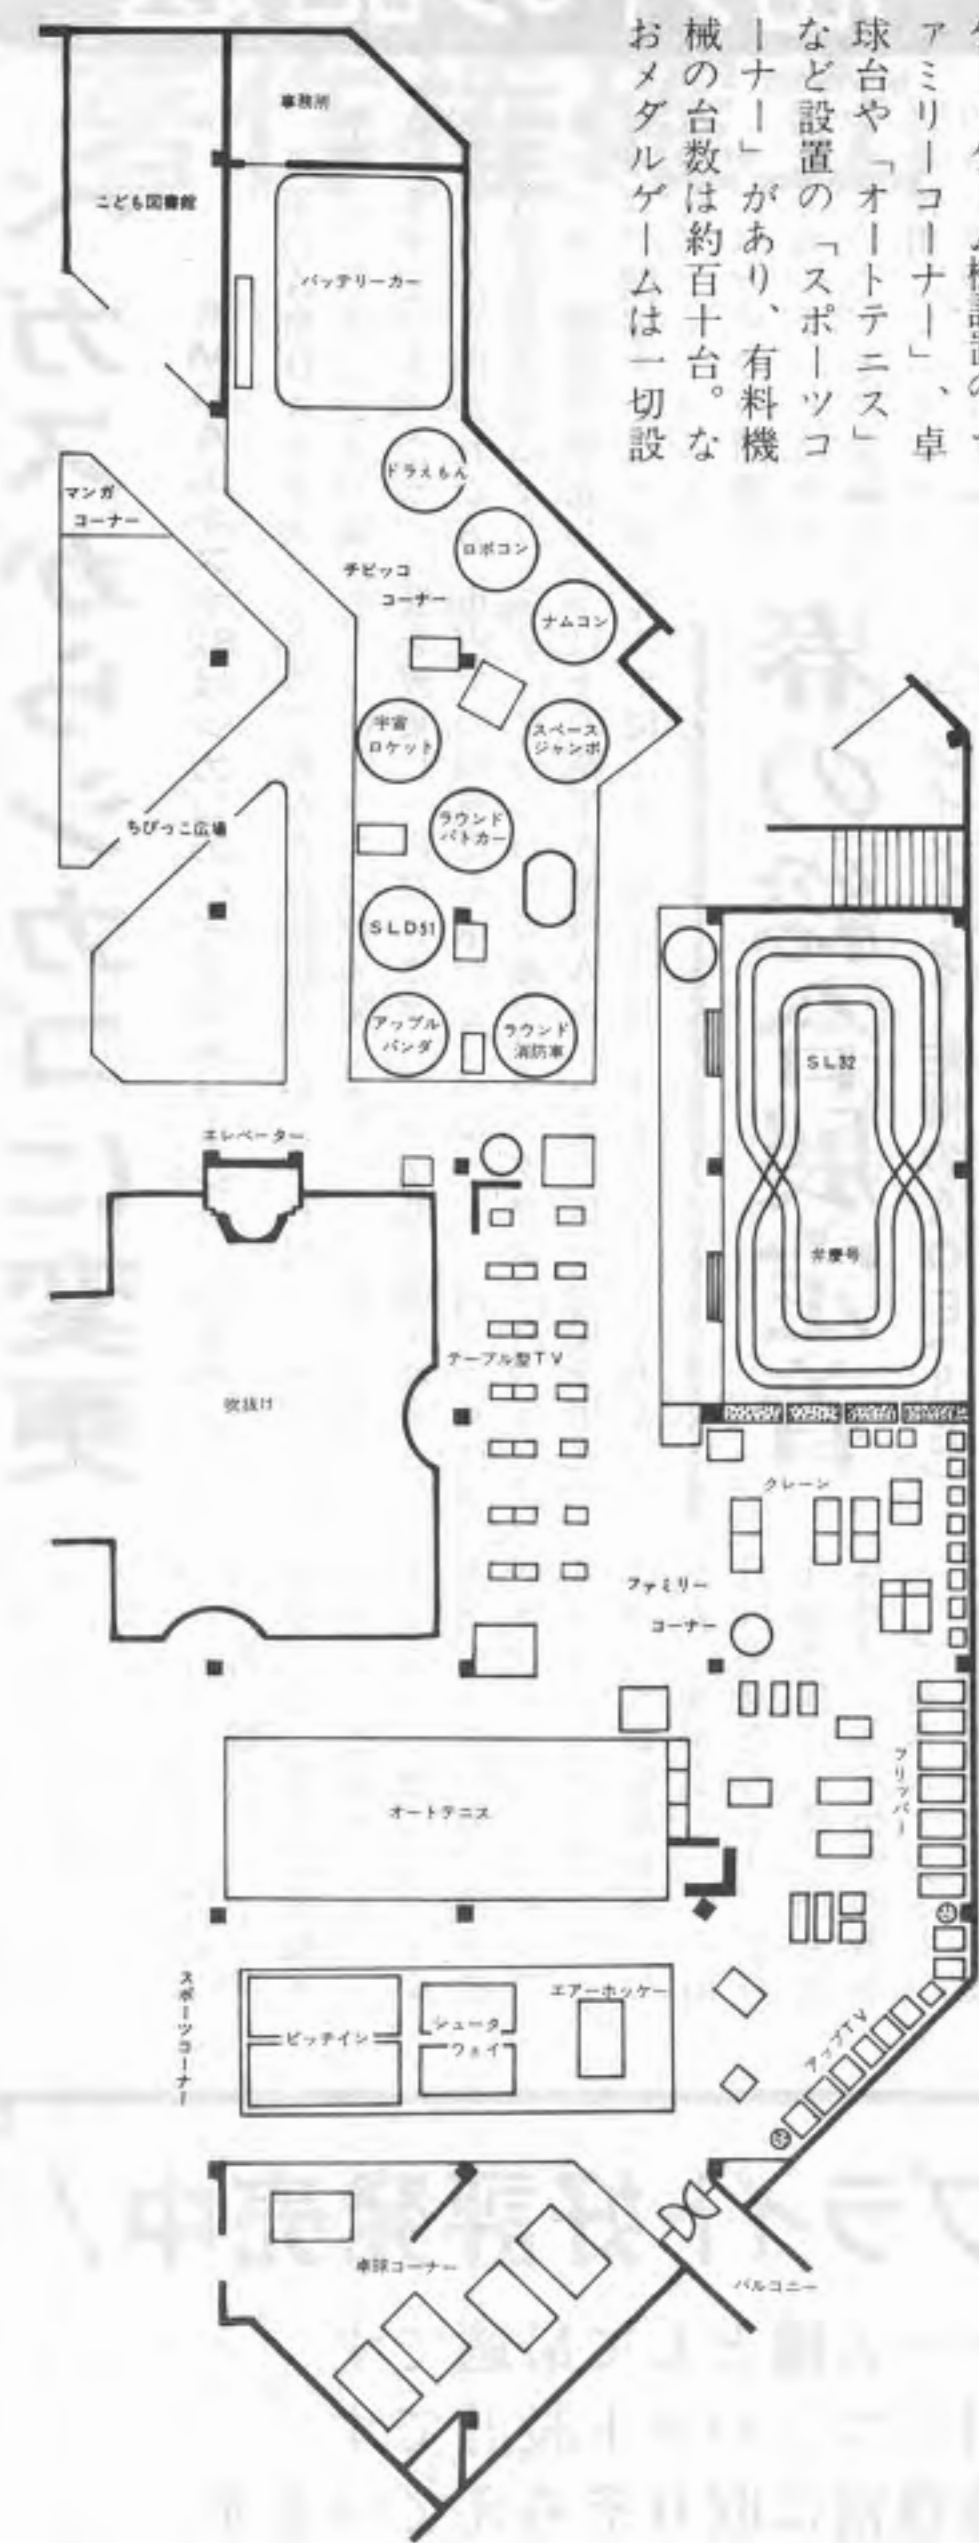 ァミリーコーナー」、卓
球台や「オートテニス」
など設置の「スポーツコ
ーナー」があり、有料機
械の台数は約百十台。な
おメダルゲームは一切設
事務所
こども図書館
バッテリーカー
ドラえもん
マンガ
コーナー
ロボコン
チビッコ
コーナー
ナムコン
宇宙
ロケット
スペース
ジャンボ
ちびっこ広場
ラウンド
パトカー
SLD51
アップル
パンダ
ラウンド
消防車
SL32
弁慶号
エレベーター
テーブル型TV
吹抜け
クレーン
ファミリー
コーナー
フリッパー
オートテニス
スポーツコーナー
ピッチイン
シュータ
ウェイ
エアーホッケー
アップTV
卓球コーナー
バルコニー